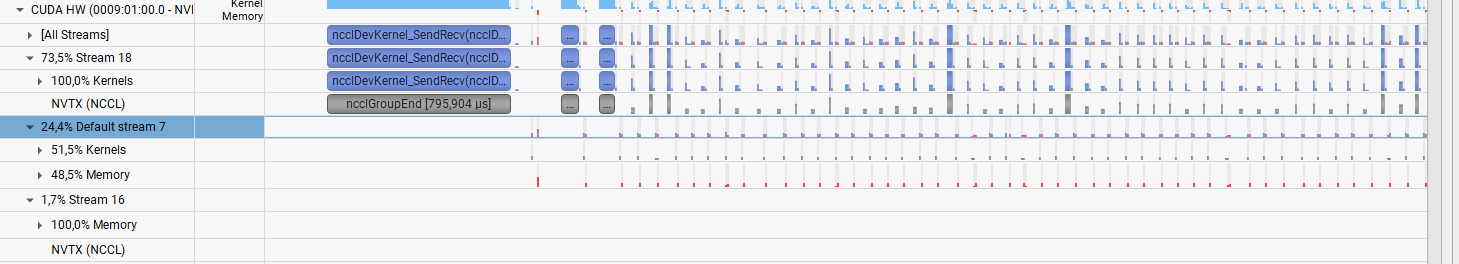 Kernel
CUDA HW (0009:01:00.0 - NVI
Memory
[All Streams]
ncclDevKernel_SendRecv(ncclD...
...
...
73,5% Stream 18
ncclDevKernel_SendRecv(ncclD...
...
...
100,0% Kernels
ncclDevKernel_SendRecv(ncclD...
...
...
NVTX (NCCL)
ncclGroupEnd [795,904 μs]
...
...
24,4% Default stream 7
51,5% Kernels
48,5% Memory
1,7% Stream 16
100,0% Memory
NVTX (NCCL)